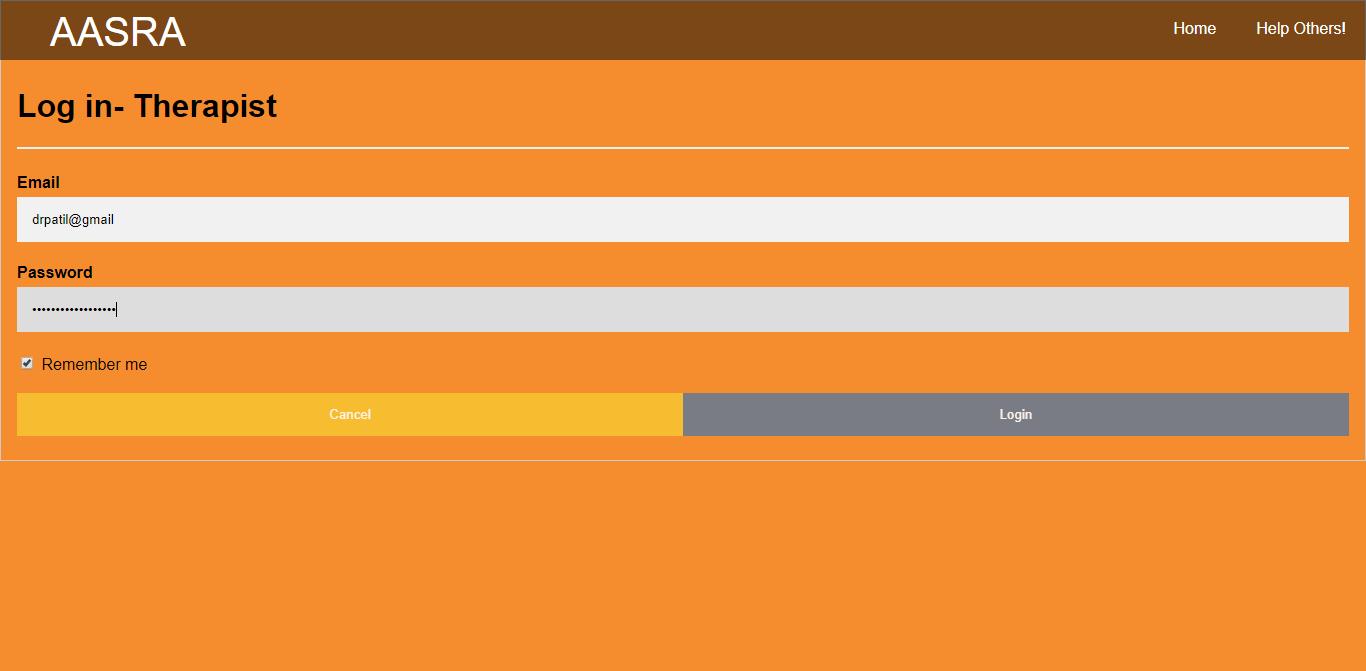 AASRA Home Help Others!
Log in- Therapist
Email
drpatil@gmail
Password
••••••••••••••••••
Remember me
Cancel Login